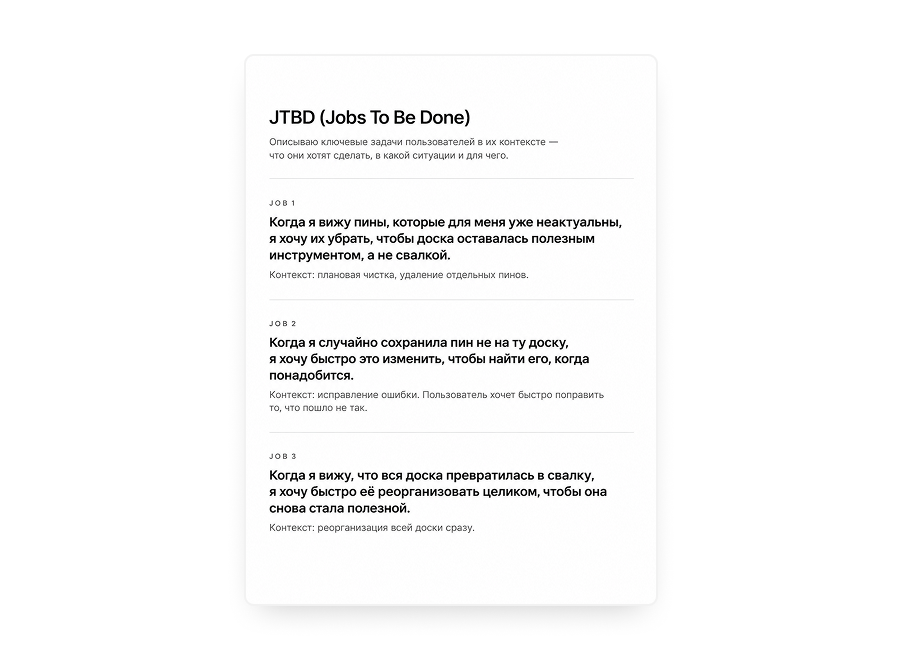 JTBD (Jobs To Be Done)
Описываю ключевые задачи пользователей в их контексте —
что они хотят сделать, в какой ситуации и для чего.
JOB 1
Когда я вижу пины, которые для меня уже неактуальны,
я хочу их убрать, чтобы доска оставалась полезным
инструментом, а не свалкой.
Контекст: плановая чистка, удаление отдельных пинов.
JOB 2
Когда я случайно сохранила пин не на ту доску,
я хочу быстро это изменить, чтобы найти его, когда
понадобится.
Контекст: исправление ошибки. Пользователь хочет быстро поправить
то, что пошло не так.
JOB 3
Когда я вижу, что вся доска превратилась в свалку,
я хочу быстро её реорганизовать целиком, чтобы она
снова стала полезной.
Контекст: реорганизация всей доски сразу.